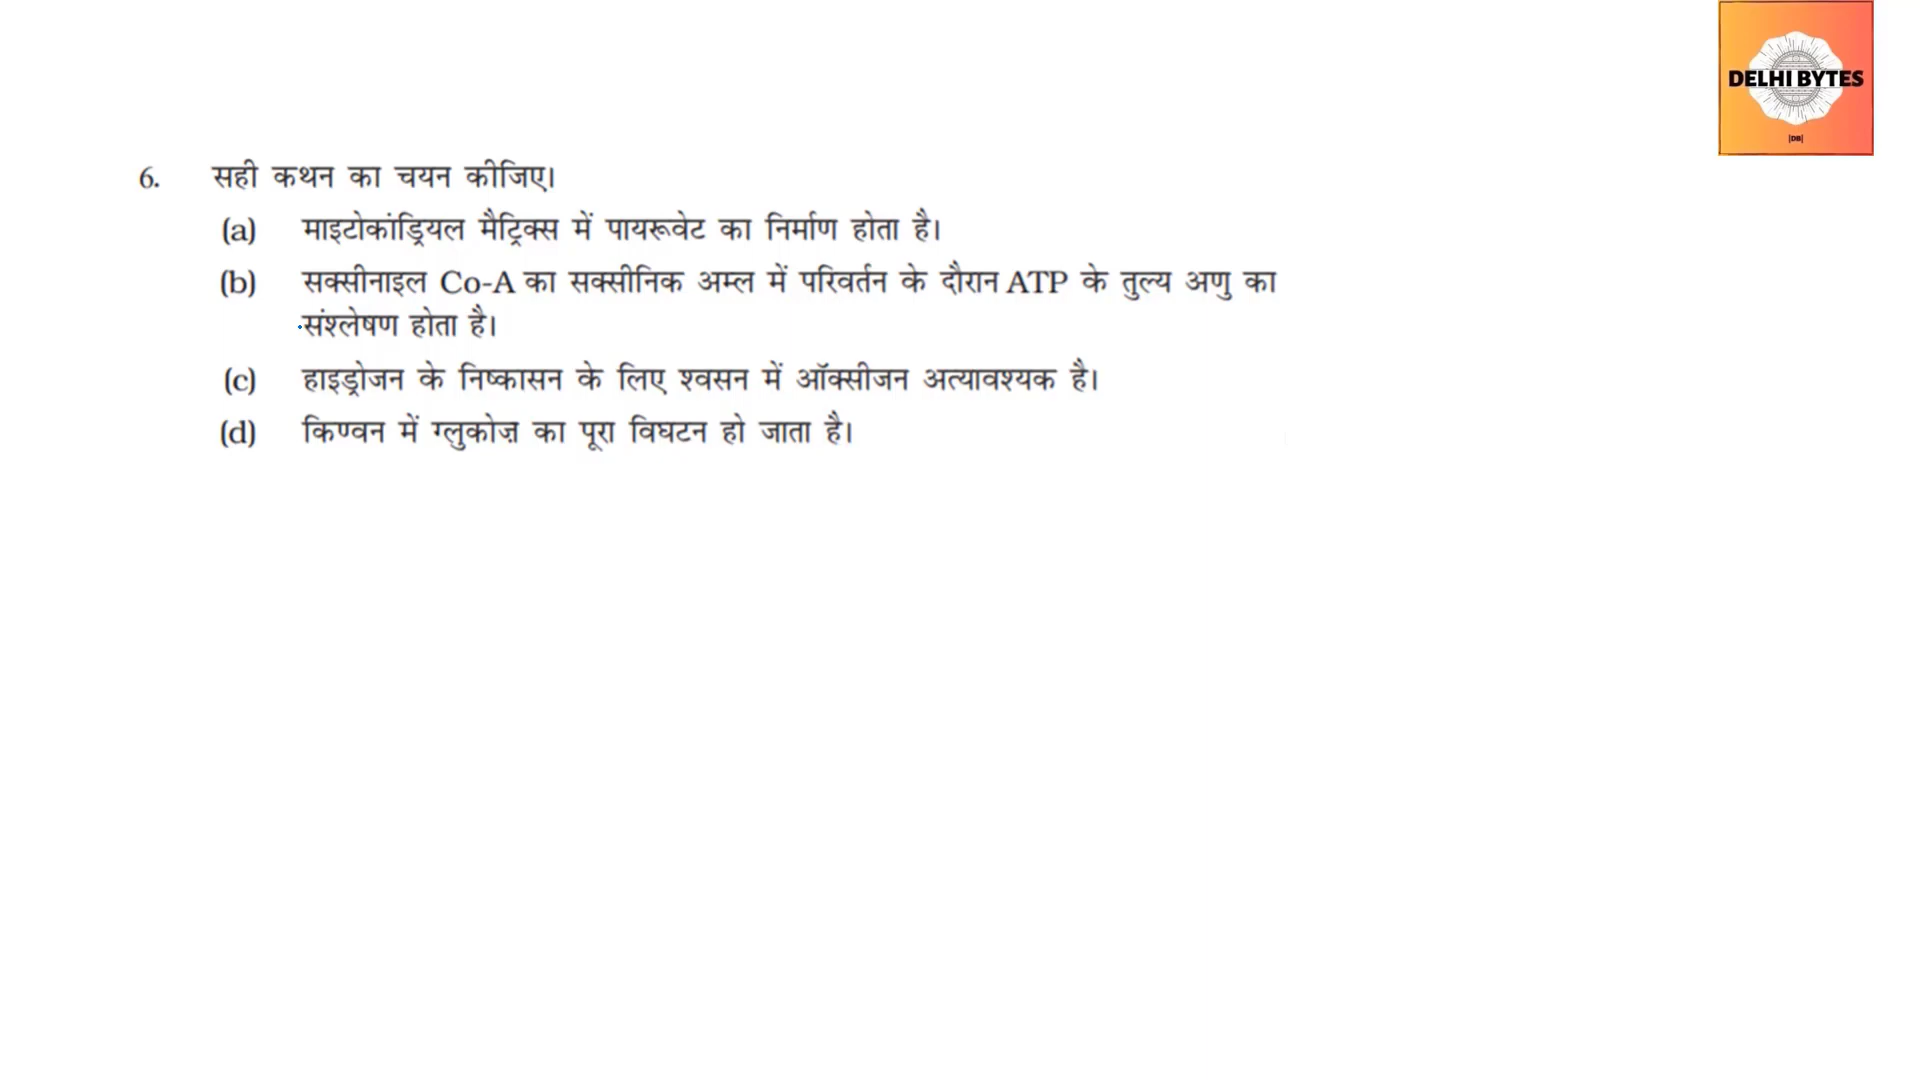 DELHI BYTES
|DB|
6. सही कथन का चयन कीजिए।
(a) माइटोकांड्रियल मैट्रिक्स में पायरूवेट का निर्माण होता है।
(b) सक्सीनाइल Co-A का सक्सीनिक अम्ल में परिवर्तन के दौरान ATP के तुल्य अणु का
संश्लेषण होता है।
(c) हाइड्रोजन के निष्कासन के लिए श्वसन में ऑक्सीजन अत्यावश्यक है।
(d) किण्वन में ग्लुकोज़ का पूरा विघटन हो जाता है।